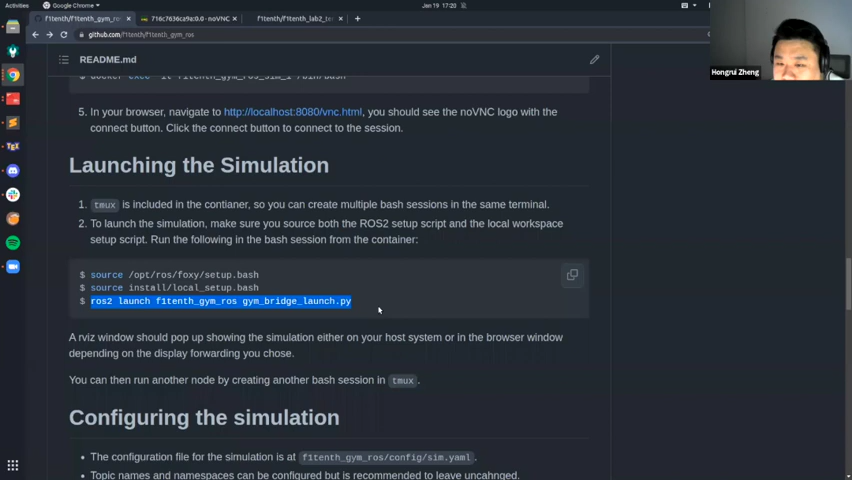 Activities
Google Chrome
Jan 19 17:20
f1tenth/f1tenth_gym_ros
716c7636ca9a:0.0 - noVNC
f1tenth/f1tenth_lab2_te
github.com/f1tenth/f1tenth_gym_ros
README.md
5. In your browser, navigate to http://localhost:8080/vnc.html, you should see the noVNC logo with the
connect button. Click the connect button to connect to the session.
Launching the Simulation
1. tmux is included in the contianer, so you can create multiple bash sessions in the same terminal.
2. To launch the simulation, make sure you source both the ROS2 setup script and the local workspace
setup script. Run the following in the bash session from the container:
$ source /opt/ros/foxy/setup.bash
$ source install/local_setup.bash
$ ros2 launch f1tenth_gym_ros gym_bridge_launch.py
A rviz window should pop up showing the simulation either on your host system or in the browser window
depending on the display forwarding you chose.
You can then run another node by creating another bash session in tmux.
Configuring the simulation
• The configuration file for the simulation is at f1tenth_gym_ros/config/sim.yaml.
• Topic names and namespaces can be configured but is recommended to leave uncahnged.
Hongrui Zheng
TEX